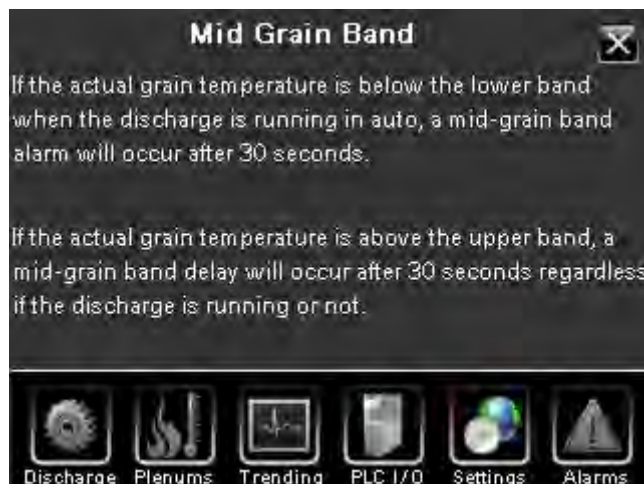 Mid Grain Band
If the actual grain temperature is below the lower band
when the discharge is running in auto, a mid-grain band
alarm will occur after 30 seconds.
If the actual grain temperature is above the upper band, a
mid-grain band delay will occur after 30 seconds regardless
if the discharge is running or not.
Discharge Plenums Trending PLC I/O Settings Alarms